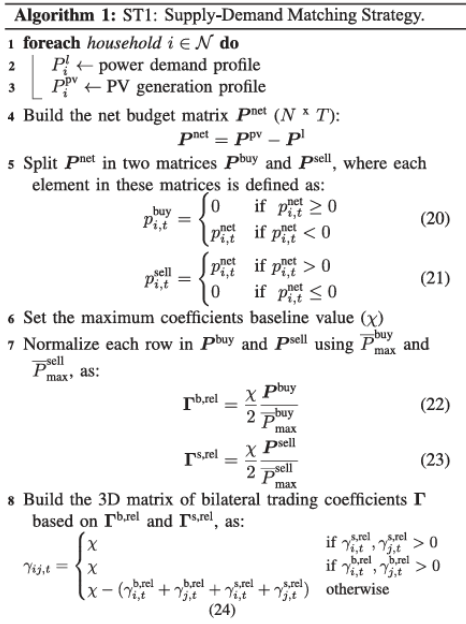 Algorithm 1: ST1: Supply-Demand Matching Strategy.
1 foreach household i ∈ N do
2 P_i^l ← power demand profile
3 P_i^pv ← PV generation profile
4 Build the net budget matrix P^net (N x T):
P^net = P^pv − P^l
5 Split P^net in two matrices P^buy and P^sell, where each
element in these matrices is defined as:
p_{i,t}^buy = { 0 if p_{i,t}^net ≥ 0
p_{i,t}^net if p_{i,t}^net < 0 (20)
p_{i,t}^sell = { p_{i,t}^net if p_{i,t}^net > 0
0 if p_{i,t}^net ≤ 0 (21)
6 Set the maximum coefficients baseline value (χ)
7 Normalize each row in P^buy and P^sell using P̅_max^buy and
P̅_max^sell, as:
Γ^b,rel = χ/2 P^buy/P̅_max^buy (22)
Γ^s,rel = χ/2 P^sell/P̅_max^sell (23)
8 Build the 3D matrix of bilateral trading coefficients Γ
based on Γ^b,rel and Γ^s,rel, as:
γ_{ij,t} = { χ if γ_{i,t}^s,rel, γ_{j,t}^s,rel > 0
χ if γ_{i,t}^b,rel, γ_{j,t}^b,rel > 0
χ − (γ_{i,t}^b,rel + γ_{j,t}^b,rel + γ_{i,t}^s,rel + γ_{j,t}^s,rel) otherwise
(24)